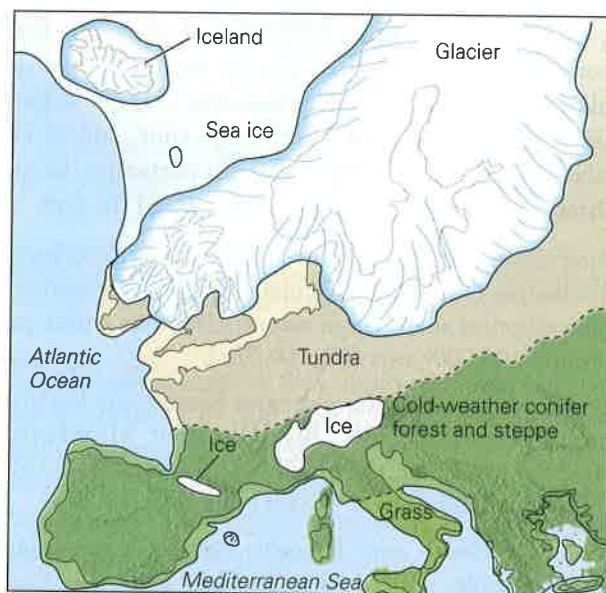 Iceland
Glacier
Sea ice
Atlantic
Ocean
Tundra
Cold-weather conifer
forest and steppe
Ice
Ice
Grass
Mediterranean Sea